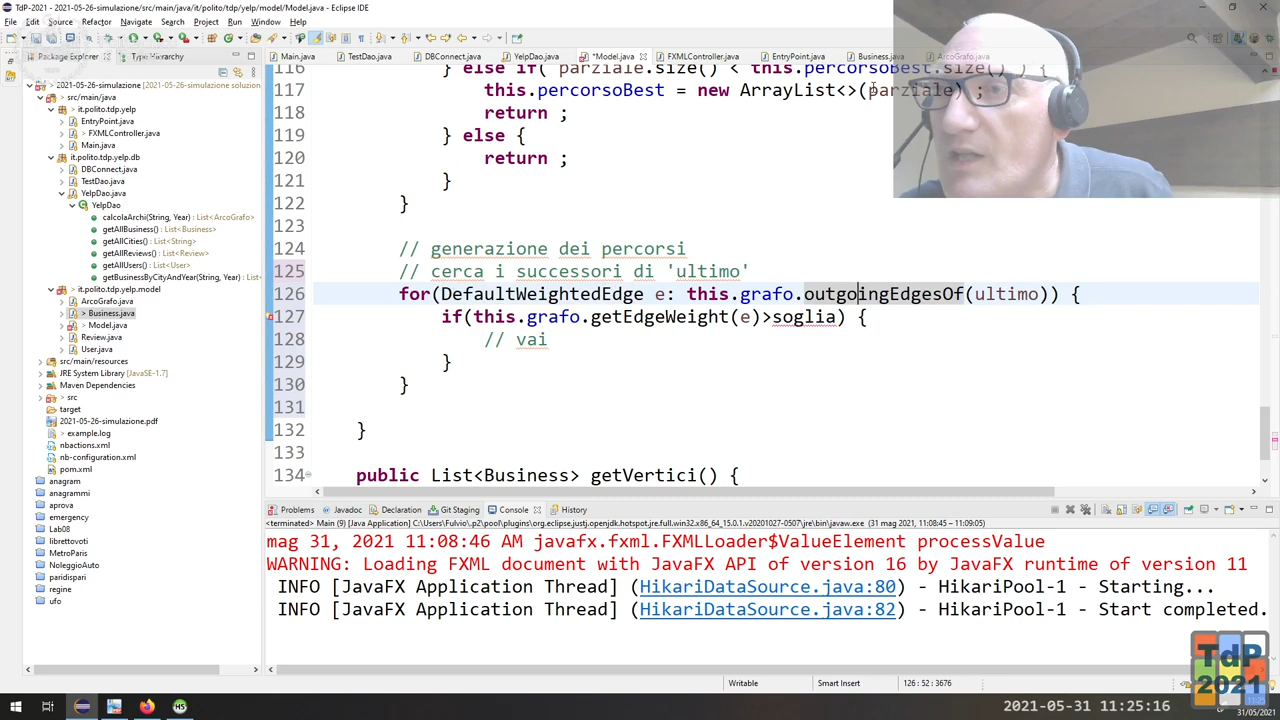 TdP-2021 - 2021-05-26-simulazione/src/main/java/it/polito/tdp/yelp/model/Model.java - Eclipse IDE
File Edit Source Refactor Navigate Search Project Run Window Help
Package Explorer Type Hierarchy
2021-05-26-simulazione [2021-05-26-simulazione soluzion
src/main/java
it.polito.tdp.yelp
EntryPoint.java
> FXMLController.java
Main.java
it.polito.tdp.yelp.db
DBConnect.java
TestDao.java
YelpDao.java
YelpDao
calcolaArchi(String, Year) : List<ArcoGrafo>
getAllBusiness() : List<Business>
getAllCities() : List<String>
getAllReviews() : List<Review>
getAllUsers() : List<User>
getBusinessByCityAndYear(String, Year) : L
it.polito.tdp.yelp.model
ArcoGrafo.java
> Business.java
> Model.java
Review.java
User.java
src/main/resources
JRE System Library [JavaSE-1.7]
Maven Dependencies
> src
target
2021-05-26-simulazione.pdf
> example.log
nbactions.xml
nb-configuration.xml
pom.xml
anagram
anagrammi
aprova
emergency
Lab08
librettovoti
MetroParis
NoleggioAuto
paridispari
regine
ufo
Main.java TestDao.java DBConnect.java YelpDao.java *Model.java FXMLController.java EntryPoint.java Business.java ArcoGrafo.java
116 } else if( parziale.size() < this.percorsoBest.size() ) {
117 this.percorsoBest = new ArrayList<>(parziale) ;
118 return ;
119 } else {
120 return ;
121 }
122 }
123
124 // generazione dei percorsi
125 // cerca i successori di 'ultimo'
126 for(DefaultWeightedEdge e: this.grafo.outgoingEdgesOf(ultimo)) {
127 if(this.grafo.getEdgeWeight(e)>soglia) {
128 // vai
129 }
130 }
131
132 }
133
134 public List<Business> getVertici() {
Problems Javadoc Declaration Git Staging Console History
<terminated> Main (9) [Java Application] C:\Users\Fulvio\.p2\pool\plugins\org.eclipse.justj.openjdk.hotspot.jre.full.win32.x86_64_15.0.1.v20201027-0507\jre\bin\javaw.exe (31 mag 2021, 11:08:45 – 11:09:05)
mag 31, 2021 11:08:46 AM javafx.fxml.FXMLLoader$ValueElement processValue
WARNING: Loading FXML document with JavaFX API of version 16 by JavaFX runtime of version 11
INFO [JavaFX Application Thread] (HikariDataSource.java:80) - HikariPool-1 - Starting...
INFO [JavaFX Application Thread] (HikariDataSource.java:82) - HikariPool-1 - Start completed.
Writable Smart Insert 126 : 52 : 3676
TdP
2021
2021-05-31 11:25:16
31/05/2021